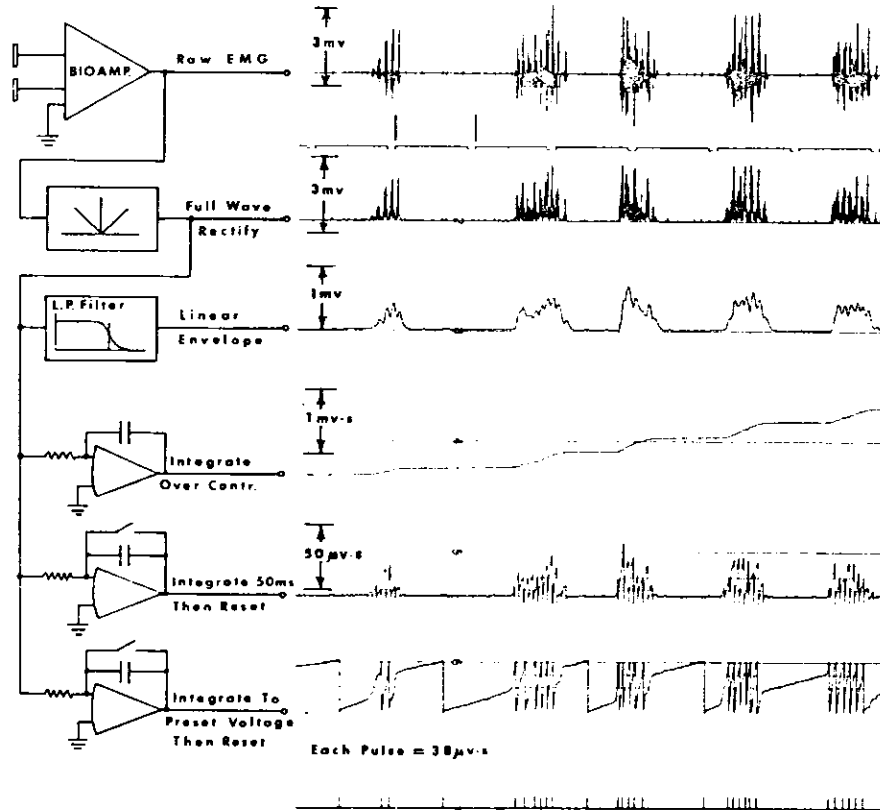 BIOAMP.
Raw EMG
3mv
Full Wave
Rectify
3mv
L.P. Filter
Linear
Envelope
1mv
Integrate
Over Contr.
1mv-s
Integrate 50ms
Then Reset
50μv-s
Integrate To
Preset Voltage
Then Reset
Each Pulse = 38μv-s